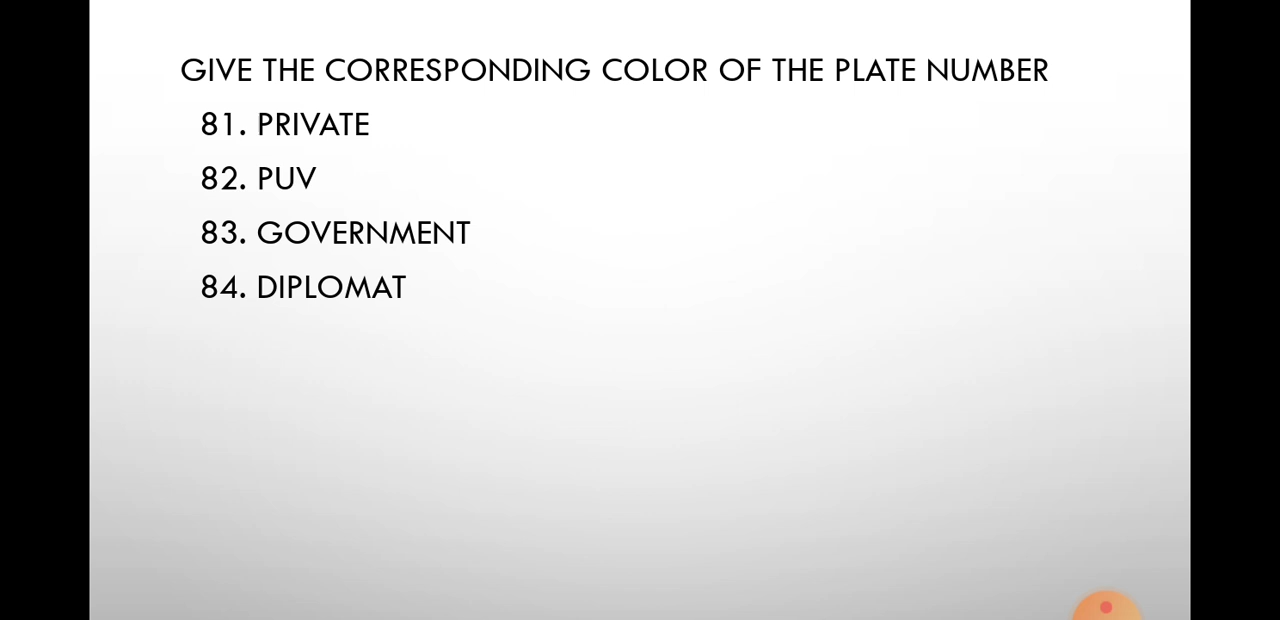 GIVE THE CORRESPONDING COLOR OF THE PLATE NUMBER
81. PRIVATE
82. PUV
83. GOVERNMENT
84. DIPLOMAT